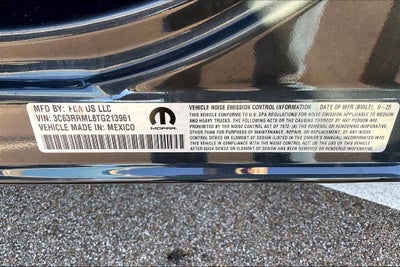 MFD BY: FCA US LLC
VIN: 3C63RRML8TG213961
VEHICLE MADE IN: MEXICO
MOPAR
VEHICLE NOISE EMISSION CONTROL INFORMATION DATE OF MFR (BUILT) 9-25
THIS VEHICLE CONFORMS TO U.S. EPA REGULATIONS FOR NOISE EMISSION APPLICABLE TO MEDIUM
AND HEAVY TRUCKS. THE FOLLOWING ACTS OR THE CAUSING THEREOF BY ANY PERSON ARE
PROHIBITED BY THE NOISE CONTROL ACT OF 1972. (A) THE REMOVING OR RENDERING INOPERATIVE,
OTHER THAN FOR PURPOSES OF MAINTENANCE, REPAIR, OR REPLACEMENT, OF ANY NOISE
CONTROL DEVICE OR ELEMENT OF DESIGN (LISTED IN THE OWNER'S MANUAL) INCORPORATED INTO
THIS VEHICLE IN COMPLIANCE WITH THE NOISE CONTROL ACT. (B) THE USE OF THIS VEHICLE
AFTER SUCH DEVICE OR ELEMENT OF DESIGN HAS BEEN REMOVED OR RENDERED INOPERATIVE.